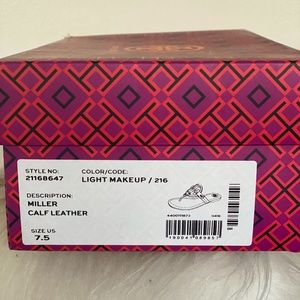 STYLE NO:
21168647
COLOR/CODE:
LIGHT MAKEUP / 216
DESCRIPTION:
MILLER
CALF LEATHER
SIZE US
7.5